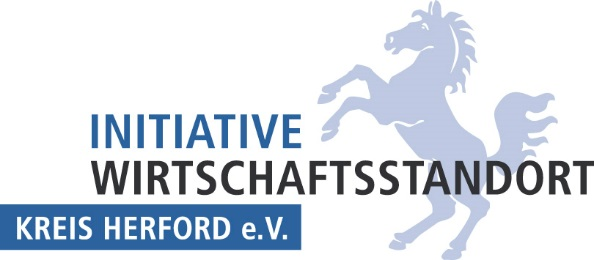 INITIATIVE
WIRTSCHAFTSSTANDORT
KREIS HERFORD e.V.